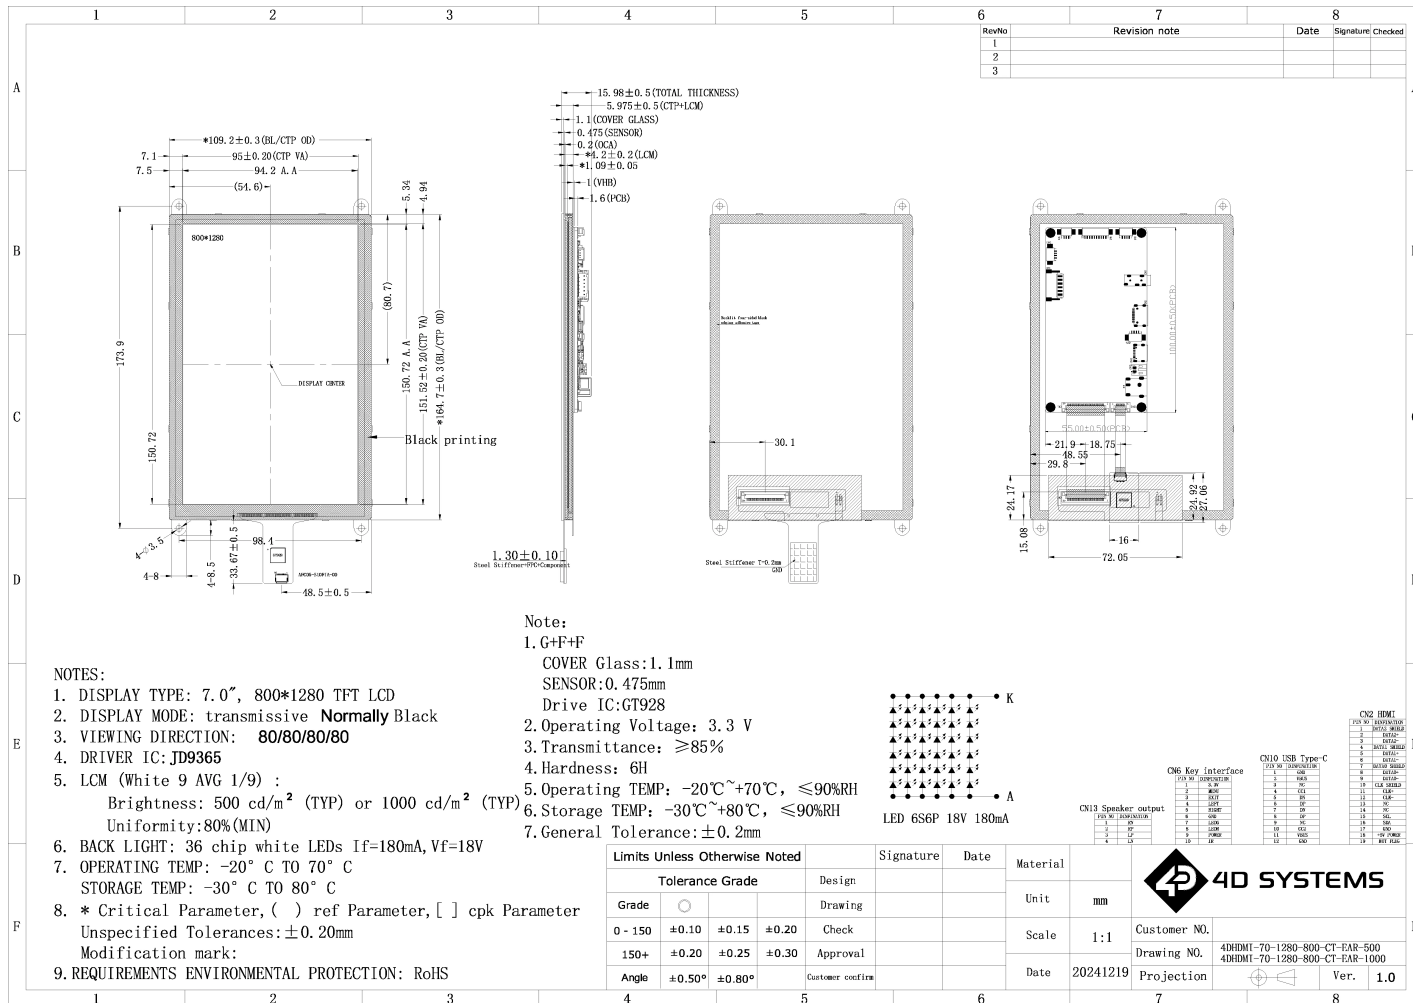 1 2 3 4 5 6 7 8
RevNo Revision note Date Signature Checked
1
2
3
A
B
C
D
E
F
*109.2±0.3(BL/CTP OD)
7.1 95±0.20(CTP VA)
7.5 94.2 A.A
(54.6)
5.34
4.94
800*1280
(80.7)
173.9
150.72
150.72 A.A
151.52±0.20(CTP VA)
*164.7±0.3(BL/CTP OD)
DISPLAY CENTER
Black printing
98.4
4-φ3.5
4-8
4-8.5
33.67±0.5
48.5±0.5
15.98±0.5(TOTAL THICKNESS)
5.975±0.5(CTP+LCM)
1.1(COVER GLASS)
0.475(SENSOR)
0.2(OCA)
*4.2±0.2(LCM)
*1.09±0.05
1(VHB)
1.6(PCB)
1.30±0.10
Steel Stiffener+FPC+Component
30.1
Steel Stiffener T=0.2mm
GND
100.00±0.50(PCB)
55.00±0.50(PCB)
21.9 18.75
48.55
29.8
24.17
15.08
24.92
27.06
16
72.05
NOTES:
1. DISPLAY TYPE: 7.0″, 800*1280 TFT LCD
2. DISPLAY MODE: transmissive Normally Black
3. VIEWING DIRECTION: 80/80/80/80
4. DRIVER IC: JD9365
5. LCM (White 9 AVG 1/9) :
Brightness: 500 cd/m² (TYP) or 1000 cd/m² (TYP)
Uniformity:80%(MIN)
6. BACK LIGHT: 36 chip white LEDs If=180mA,Vf=18V
7. OPERATING TEMP: -20° C TO 70° C
STORAGE TEMP: -30° C TO 80° C
8. * Critical Parameter,( ) ref Parameter,[ ] cpk Parameter
Unspecified Tolerances:±0.20mm
Modification mark:
9.REQUIREMENTS ENVIRONMENTAL PROTECTION: RoHS
Note:
1.G+F+F
COVER Glass:1.1mm
SENSOR:0.475mm
Drive IC:GT928
2.Operating Voltage: 3.3 V
3.Transmittance: ≥85%
4.Hardness: 6H
5.Operating TEMP: -20℃~+70℃, ≤90%RH
6.Storage TEMP: -30℃~+80℃, ≤90%RH
7.General Tolerance:±0.2mm
K
A
LED 6S6P 18V 180mA
CN13 Speaker output
CN6 Key interface
CN10 USB Type-C
CN2 HDMI
Limits Unless Otherwise Noted
Tolerance Grade
Grade
0 - 150 ±0.10 ±0.15 ±0.20
150+ ±0.20 ±0.25 ±0.30
Angle ±0.50° ±0.80°
Signature Date
Design
Drawing
Check
Approval
Customer confirm
Material
Unit mm
Scale 1:1
Date 20241219
4D SYSTEMS
Customer NO.
Drawing NO. 4DHDMI-70-1280-800-CT-EAR-500
4DHDMI-70-1280-800-CT-EAR-1000
Projection Ver. 1.0
1 2 3 4 5 6 7 8